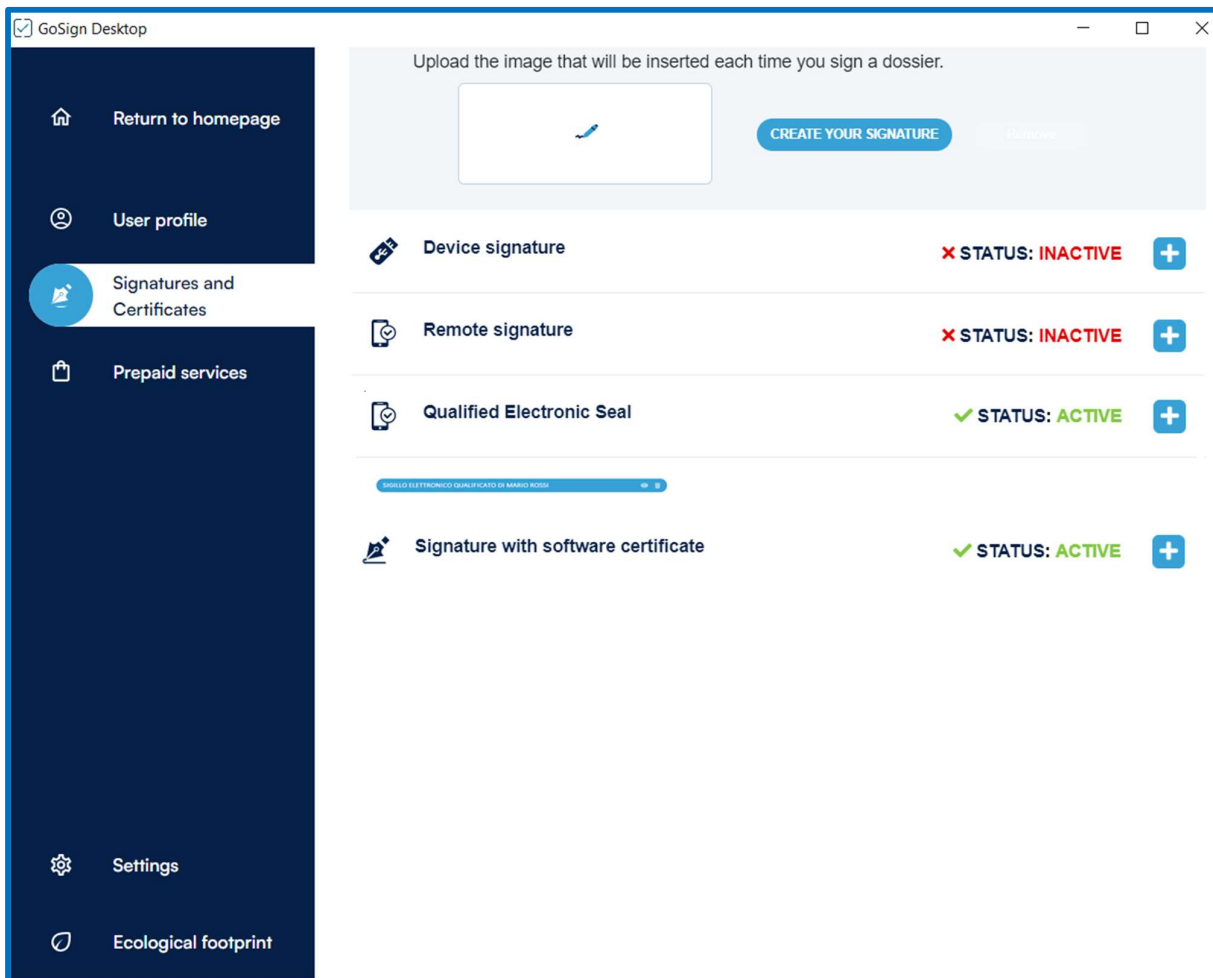 GoSign Desktop
Upload the image that will be inserted each time you sign a dossier.
CREATE YOUR SIGNATURE
Remove
Return to homepage
User profile
Signatures and
Certificates
Prepaid services
Settings
Ecological footprint
Device signature
STATUS: INACTIVE
Remote signature
STATUS: INACTIVE
Qualified Electronic Seal
STATUS: ACTIVE
SIGILLO ELETTRONICO QUALIFICATO DI MARIO ROSSI
Signature with software certificate
STATUS: ACTIVE